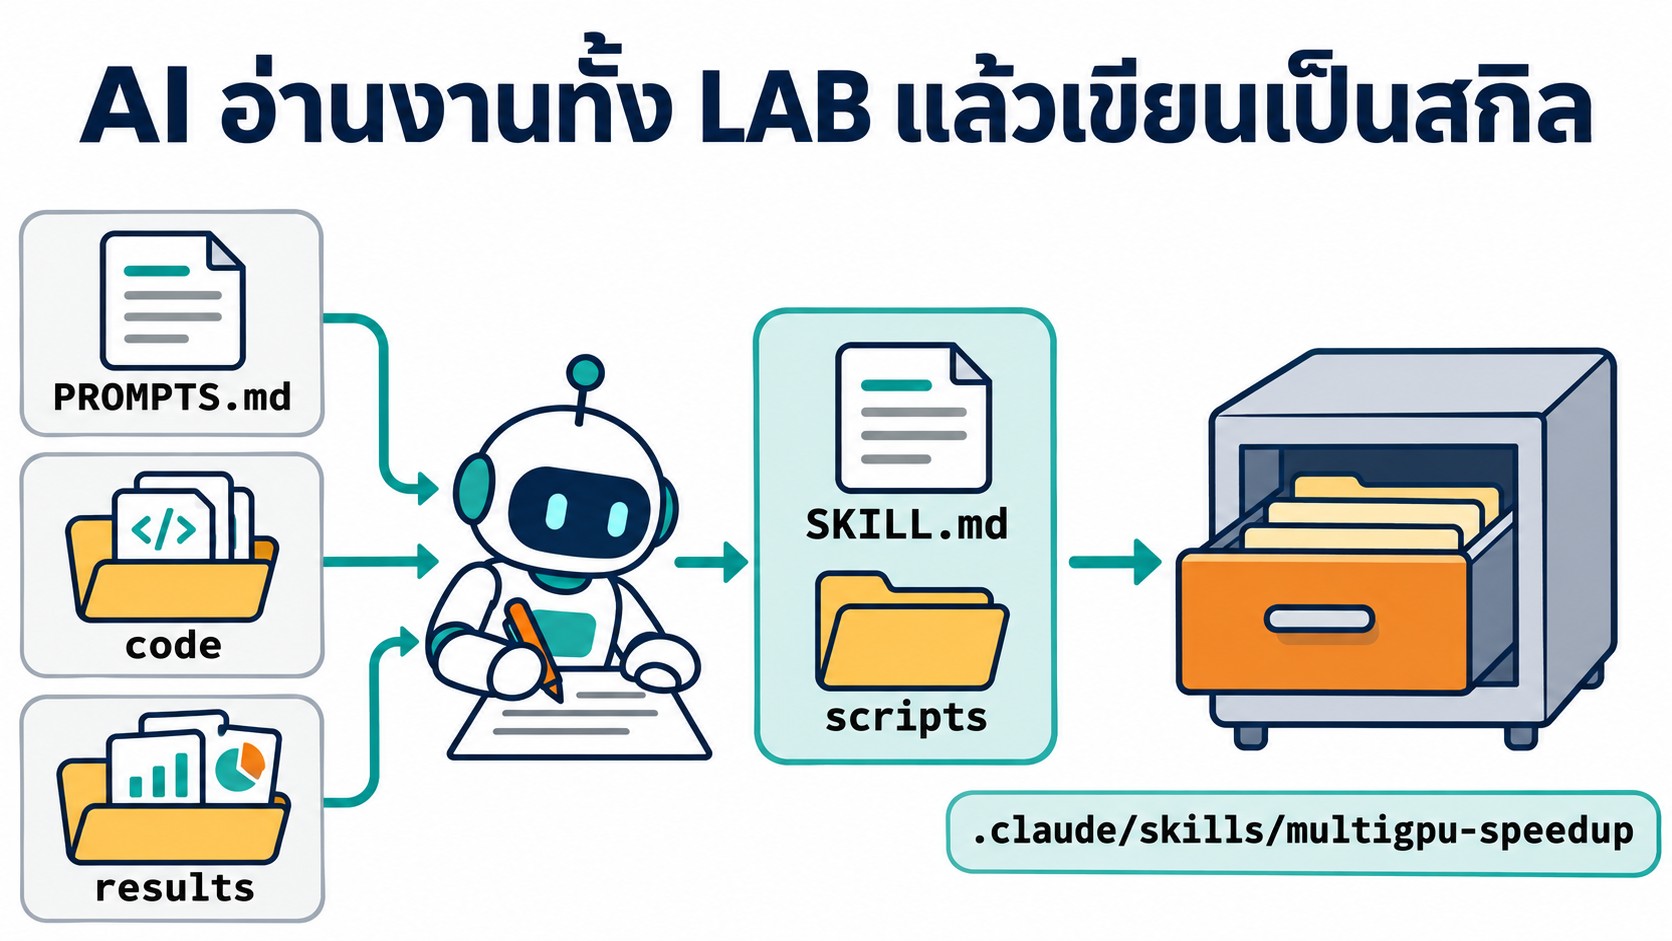 AI อ่านงานทั้ง LAB แล้วเขียนเป็นสกิล
PROMPTS.md
</>
code
results
SKILL.md
scripts
.claude/skills/multigpu-speedup